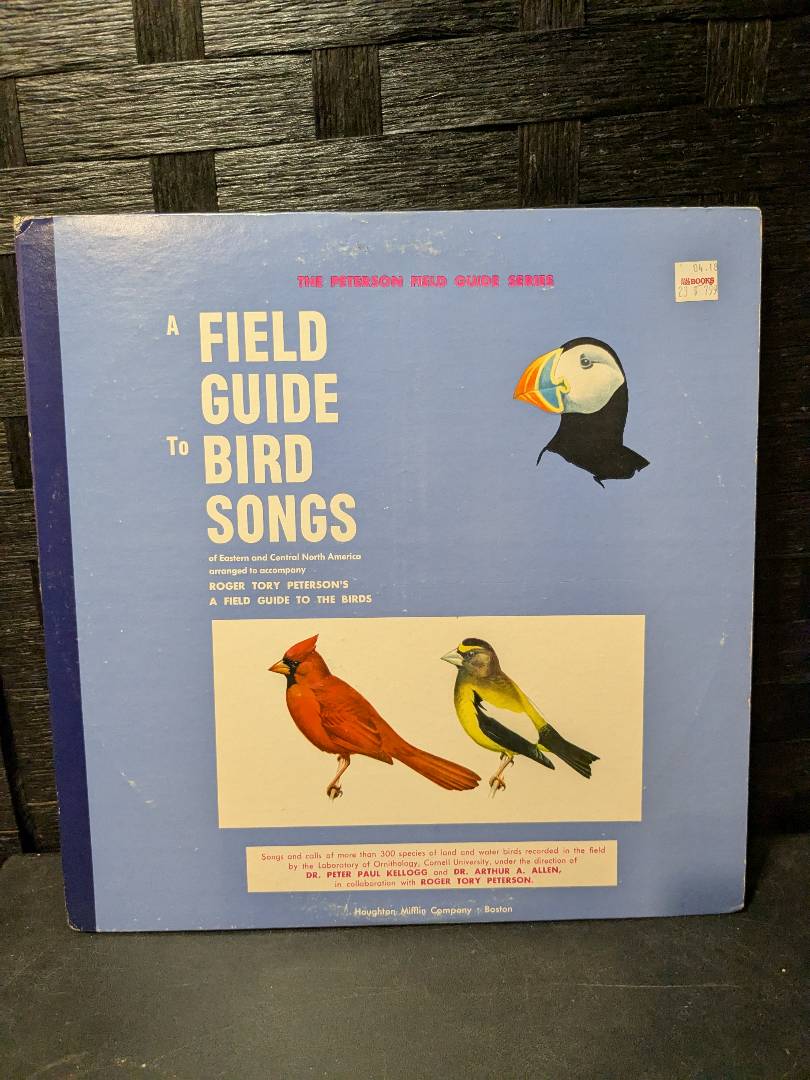 THE PETERSON FIELD GUIDE SERIES
04.18
BOOKS
A FIELD
GUIDE
To BIRD
SONGS
of Eastern and Central North America
arranged to accompany
ROGER TORY PETERSON'S
A FIELD GUIDE TO THE BIRDS
Songs and calls of more than 300 species of land and water birds recorded in the field
by the Laboratory of Ornithology, Cornell University, under the direction of
DR. PETER PAUL KELLOGG and DR. ARTHUR A. ALLEN,
in collaboration with ROGER TORY PETERSON.
Houghton Mifflin Company · Boston